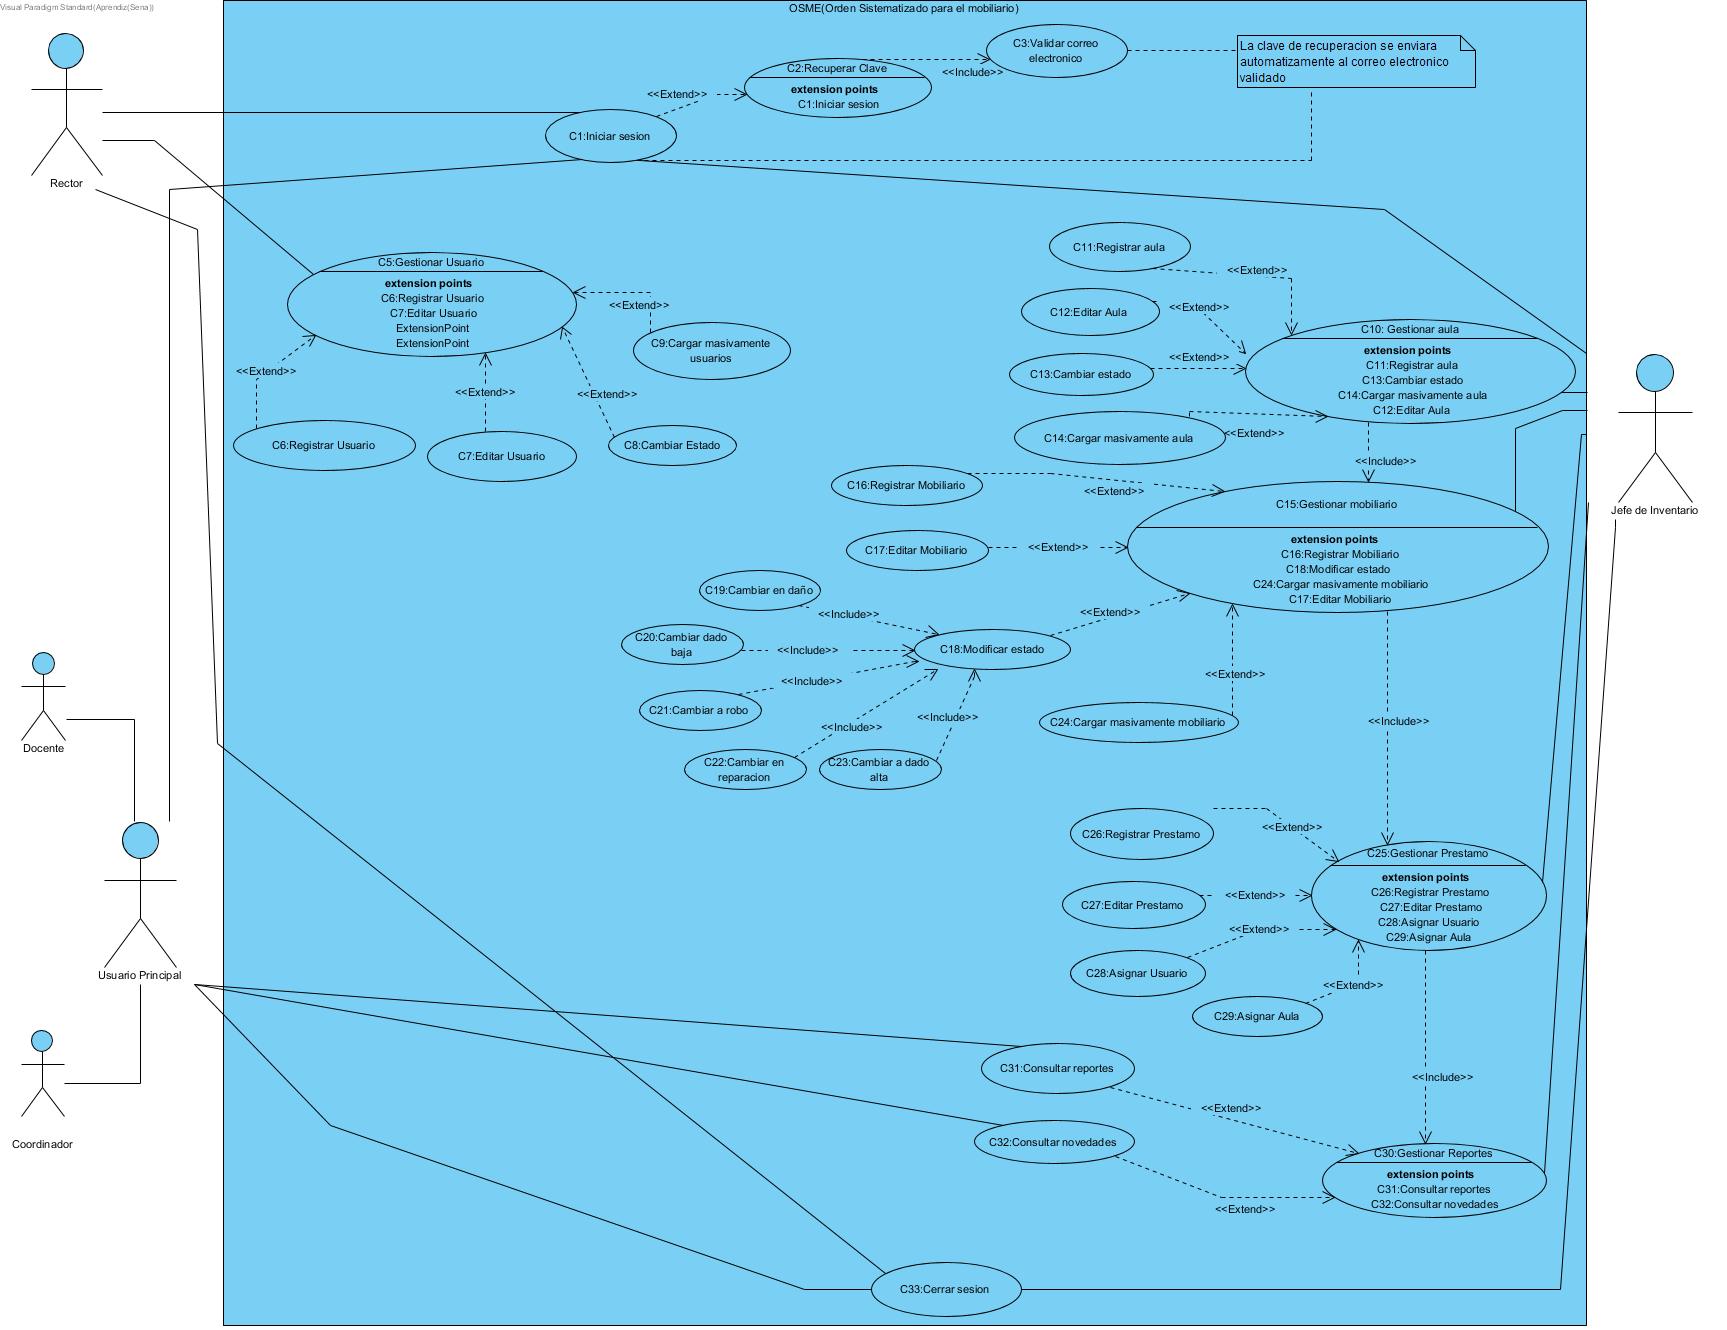 Visual Paradigm Standard(Aprendiz(Sena))
OSME(Orden Sistematizado para el mobiliario)
Rector
C3:Validar correo
electronico
La clave de recuperacion se enviara
automatizamente al correo electronico
validado
C2:Recuperar Clave
extension points
C1:Iniciar sesion
<<Include>>
<<Extend>>
C1:Iniciar sesion
C5:Gestionar Usuario
extension points
C6:Registrar Usuario
C7:Editar Usuario
ExtensionPoint
ExtensionPoint
<<Extend>>
C9:Cargar masivamente
usuarios
<<Extend>>
<<Extend>>
<<Extend>>
C6:Registrar Usuario
C7:Editar Usuario
C8:Cambiar Estado
C11:Registrar aula
<<Extend>>
C12:Editar Aula
<<Extend>>
C10: Gestionar aula
extension points
C11:Registrar aula
C13:Cambiar estado
C14:Cargar masivamente aula
C12:Editar Aula
C13:Cambiar estado
<<Extend>>
C14:Cargar masivamente aula
<<Extend>>
<<Include>>
Jefe de Inventario
C16:Registrar Mobiliario
<<Extend>>
C15:Gestionar mobiliario
extension points
C16:Registrar Mobiliario
C18:Modificar estado
C24:Cargar masivamente mobiliario
C17:Editar Mobiliario
C17:Editar Mobiliario
<<Extend>>
C19:Cambiar en daño
<<Include>>
<<Extend>>
C20:Cambiar dado
baja
<<Include>>
C18:Modificar estado
<<Include>>
C21:Cambiar a robo
<<Include>>
<<Include>>
C22:Cambiar en
reparacion
C23:Cambiar a dado
alta
<<Extend>>
C24:Cargar masivamente mobiliario
<<Include>>
Docente
Usuario Principal
Coordinador
C26:Registrar Prestamo
<<Extend>>
C25:Gestionar Prestamo
extension points
C26:Registrar Prestamo
C27:Editar Prestamo
C28:Asignar Usuario
C29:Asignar Aula
C27:Editar Prestamo
<<Extend>>
<<Extend>>
C28:Asignar Usuario
<<Extend>>
C29:Asignar Aula
<<Include>>
C31:Consultar reportes
<<Extend>>
C32:Consultar novedades
<<Extend>>
C30:Gestionar Reportes
extension points
C31:Consultar reportes
C32:Consultar novedades
C33:Cerrar sesion